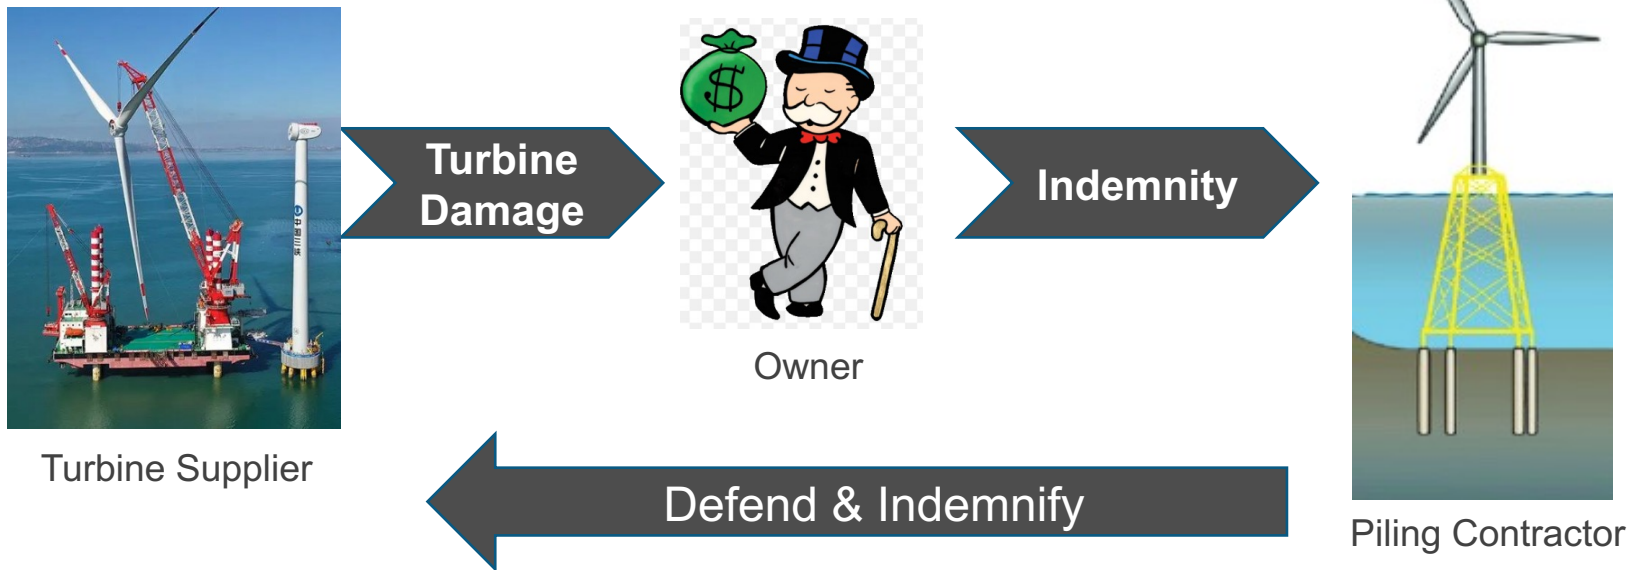 $
Turbine
Damage
Indemnity
Owner
Turbine Supplier
Defend & Indemnify
Piling Contractor